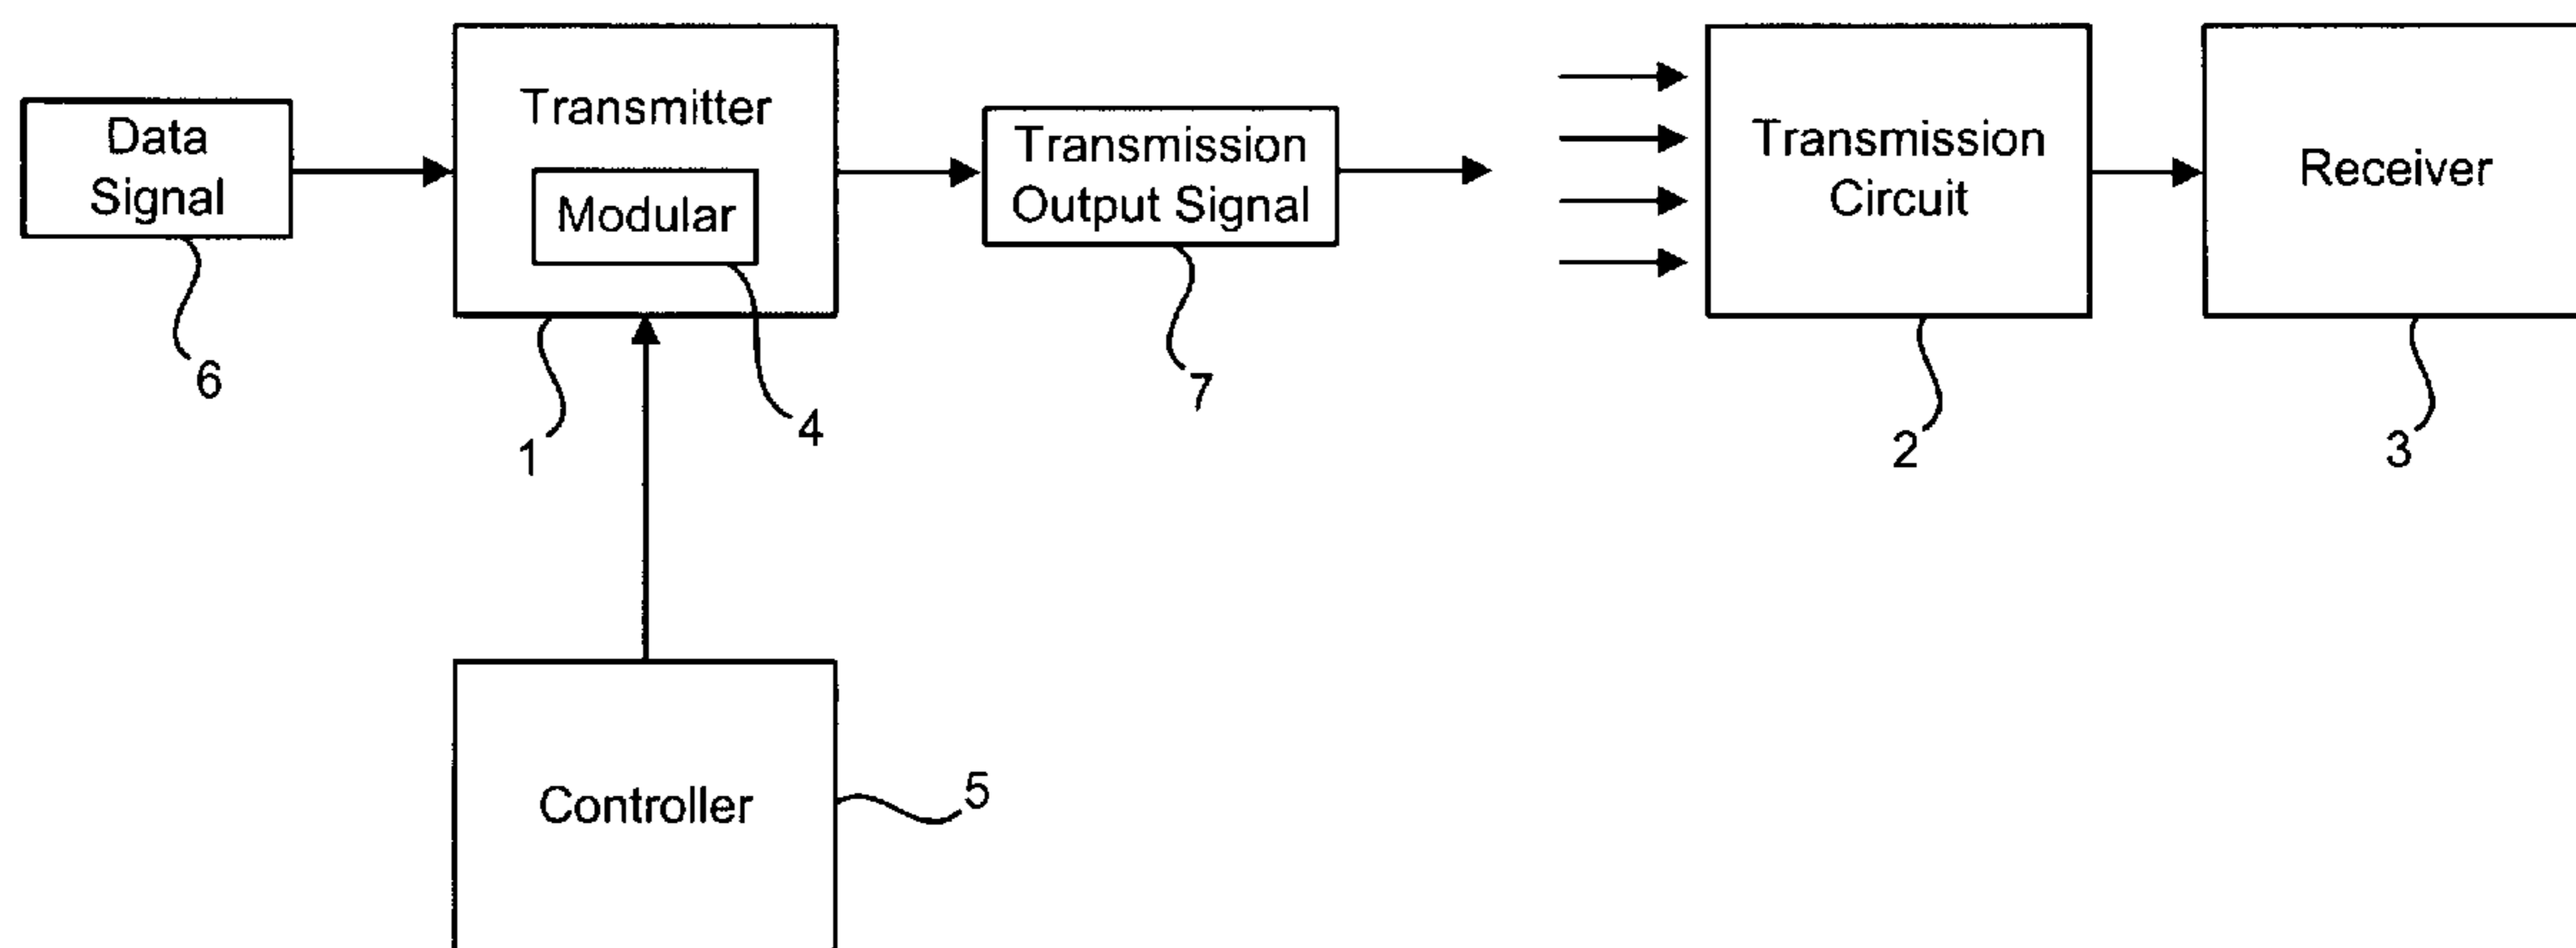 Data
Signal
6
Transmitter
Modular
1
4
Transmission
Output Signal
7
Transmission
Circuit
2
Receiver
3
Controller
5